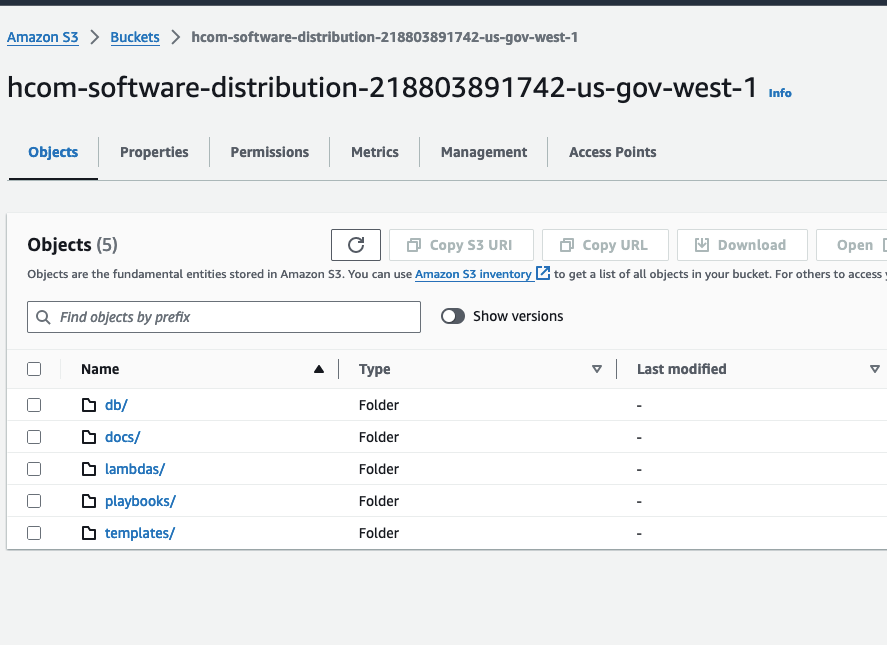 Amazon S3 > Buckets > hcom-software-distribution-218803891742-us-gov-west-1
hcom-software-distribution-218803891742-us-gov-west-1 Info
Objects Properties Permissions Metrics Management Access Points
Objects (5) Copy S3 URI Copy URL Download Open
Objects are the fundamental entities stored in Amazon S3. You can use Amazon S3 inventory to get a list of all objects in your bucket. For others to access
Find objects by prefix Show versions
Name Type Last modified
db/ Folder -
docs/ Folder -
lambdas/ Folder -
playbooks/ Folder -
templates/ Folder -